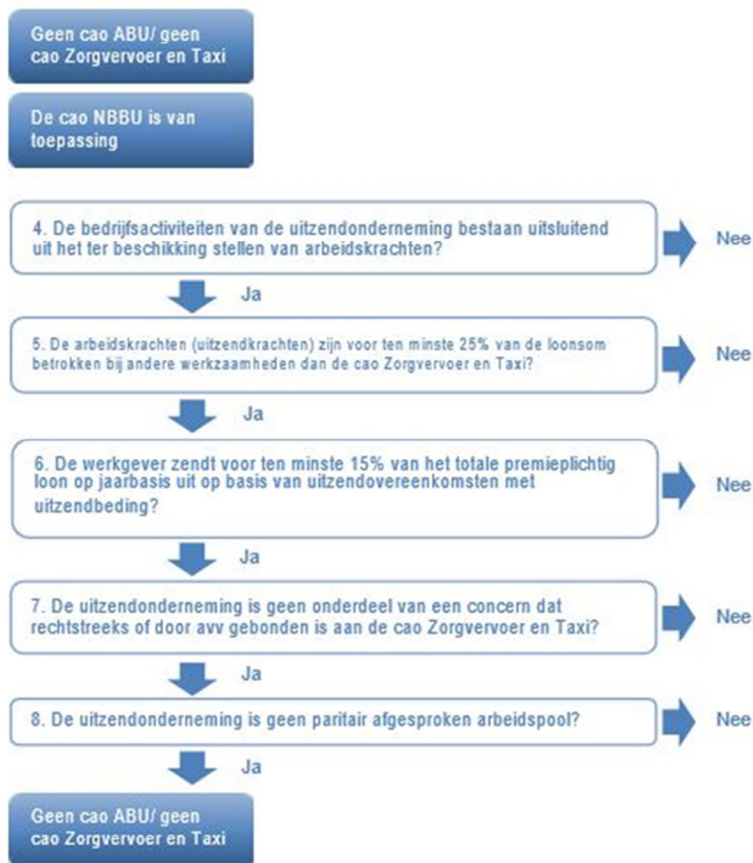 Geen cao ABU/ geen
cao Zorgvervoer en Taxi
De cao NBBU is van
toepassing
4. De bedrijfsactiviteiten van de uitzendonderneming bestaan uitsluitend
uit het ter beschikking stellen van arbeidskrachten?
Nee
Ja
5. De arbeidskrachten (uitzendkrachten) zijn voor ten minste 25% van de loonsom
betrokken bij andere werkzaamheden dan de cao Zorgvervoer en Taxi?
Nee
Ja
6. De werkgever zendt voor ten minste 15% van het totale premieplichtig
loon op jaarbasis uit op basis van uitzendovereenkomsten met
uitzendbeding?
Nee
Ja
7. De uitzendonderneming is geen onderdeel van een concern dat
rechtstreeks of door avv gebonden is aan de cao Zorgvervoer en Taxi?
Nee
Ja
8. De uitzendonderneming is geen paritair afgesproken arbeidspool?
Nee
Ja
Geen cao ABU/ geen
cao Zorgvervoer en Taxi